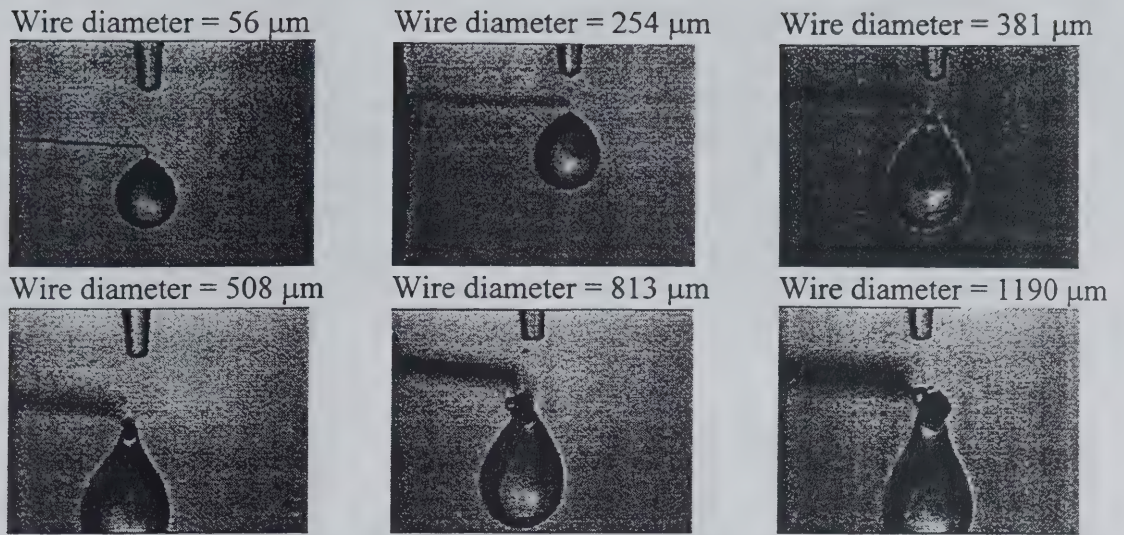 Wire diameter = 56 μm
Wire diameter = 254 μm
Wire diameter = 381 μm
Wire diameter = 508 μm
Wire diameter = 813 μm
Wire diameter = 1190 μm